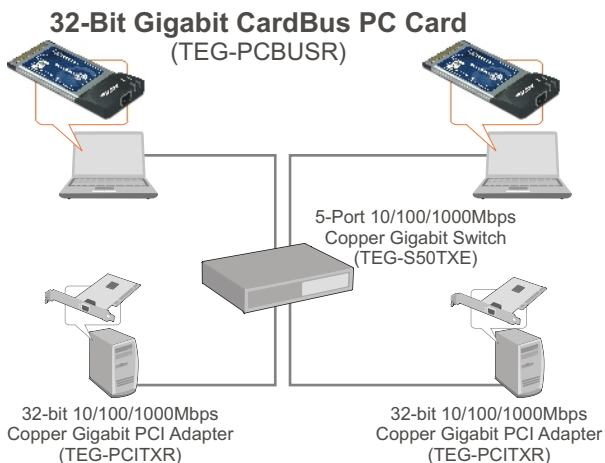 32-Bit Gigabit CardBus PC Card
(TEG-PCBUSR)
5-Port 10/100/1000Mbps
Copper Gigabit Switch
(TEG-S50TXE)
32-bit 10/100/1000Mbps
Copper Gigabit PCI Adapter
(TEG-PCITXR)
32-bit 10/100/1000Mbps
Copper Gigabit PCI Adapter
(TEG-PCITXR)